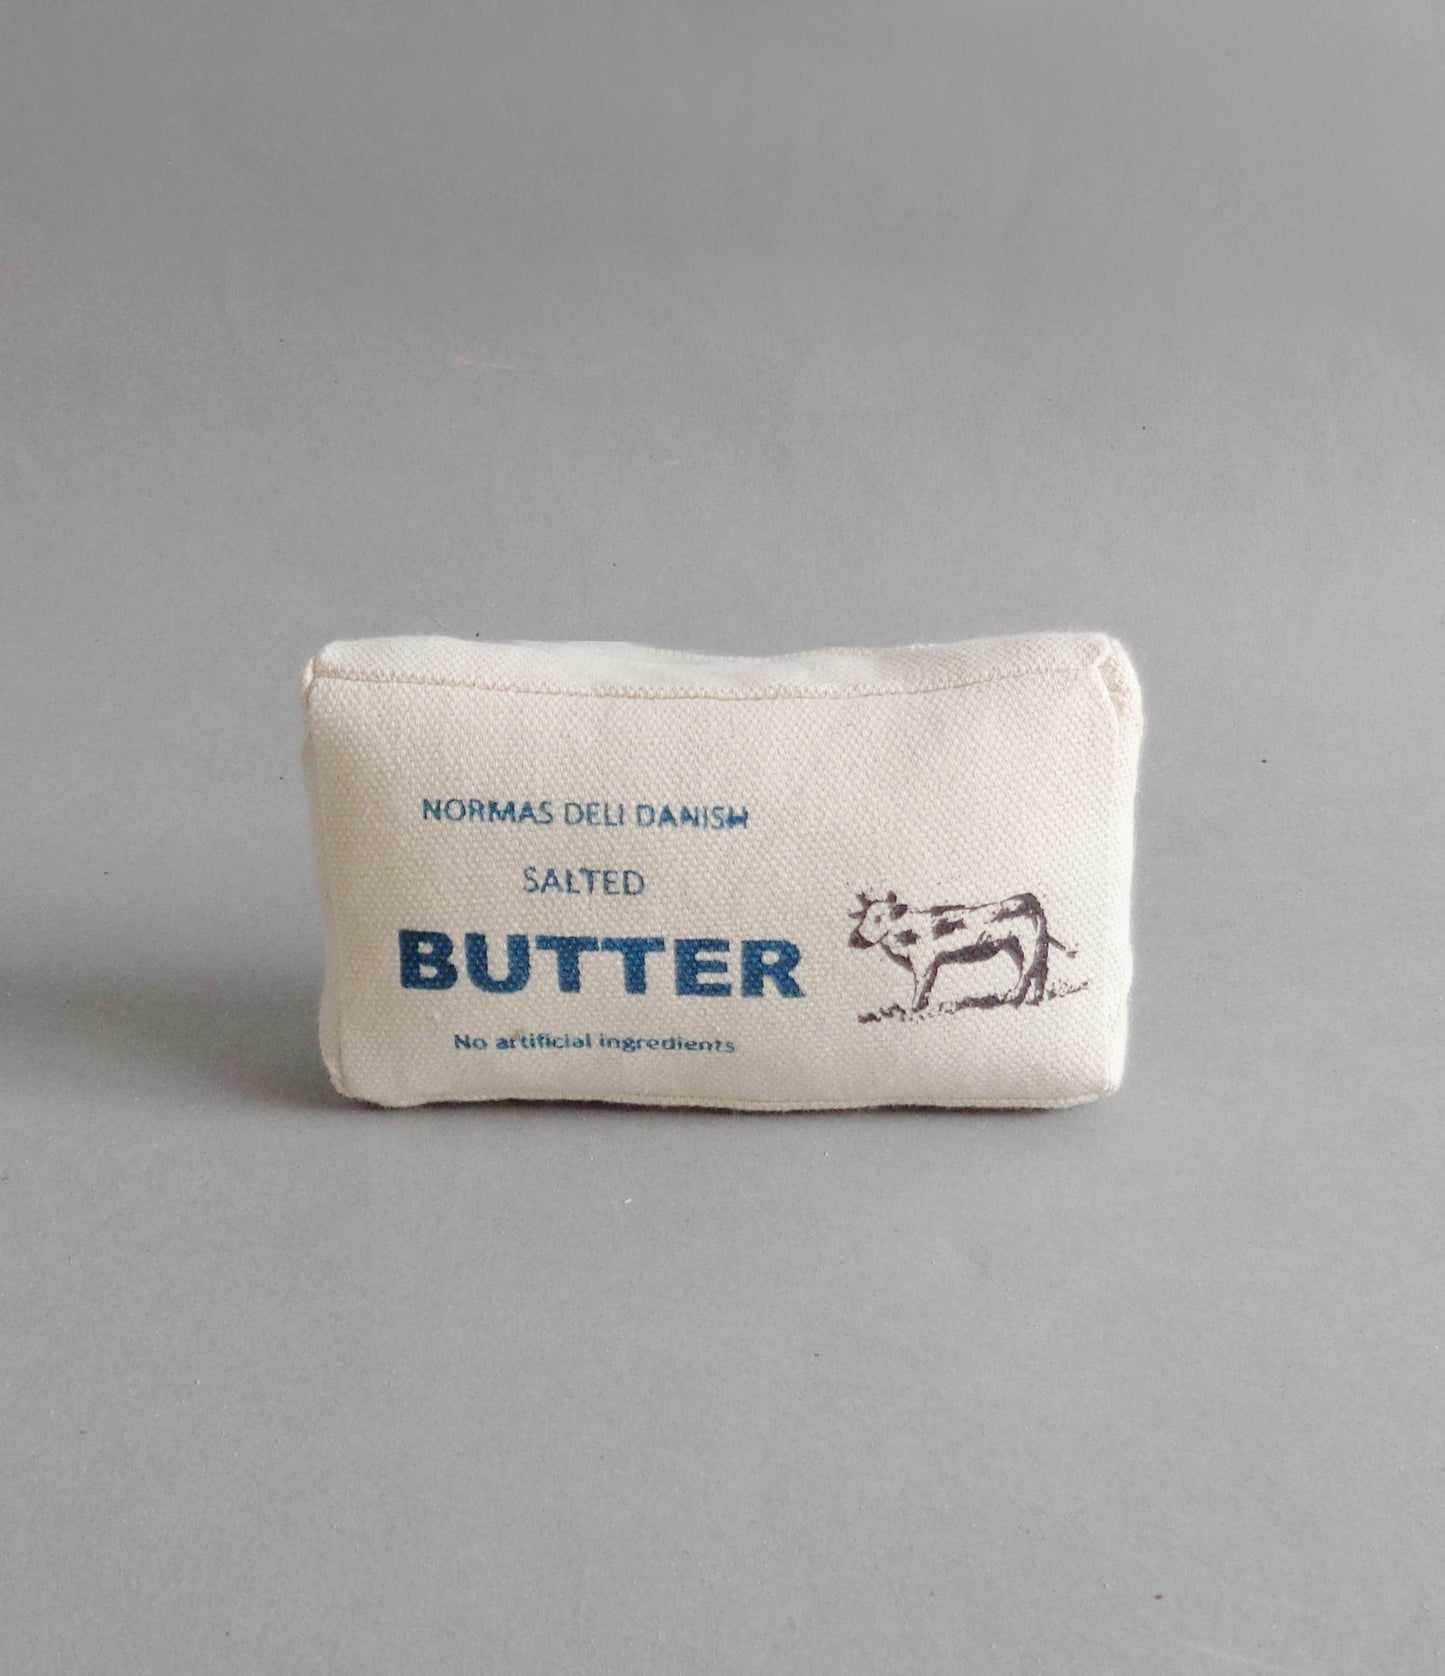 NORMAS DELI DANISH
SALTED
BUTTER
No artificial ingredients